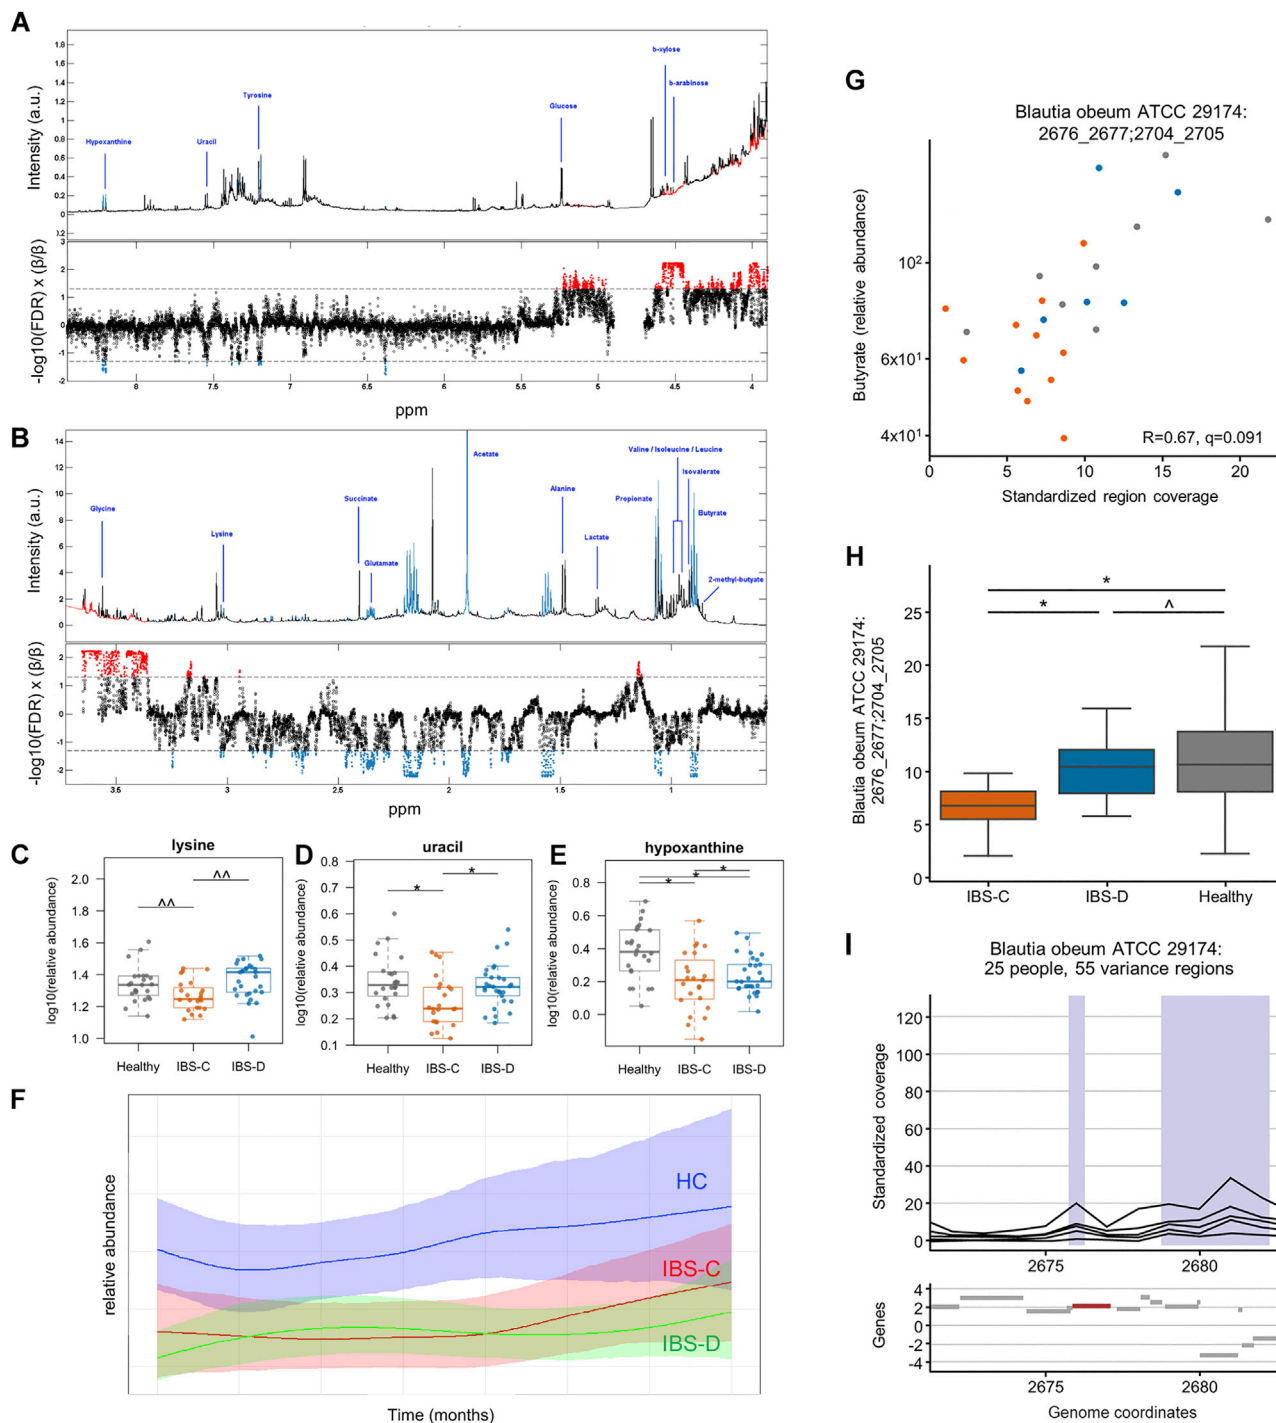 A
Intensity (a.u.)
1.8
1.6
1.4
1.2
1
0.8
0.6
0.4
0.2
0
0.2
Hypoxanthine
Uracil
Tyrosine
Glucose
b-xylose
b-arabinose
-log10(FDR) x (β/β)
3
2
1
0
-1
-2
8
7.5
7
6.5
6
5.5
5
4.5
4
ppm
B
Intensity (a.u.)
14
12
10
8
6
4
2
0
Glycine
Lysine
Succinate
Glutamate
Acetate
Alanine
Lactate
Propionate
Valine / Isoleucine / Leucine
Isovalerate
Butyrate
2-methyl-butyate
-log10(FDR) x (β/β)
2
1
0
-1
-2
3.5
3
2.5
2
1.5
1
ppm
C
lysine
log10(relative abundance)
2.0
1.8
1.6
1.4
1.2
1.0
^^
^^
Healthy
IBS-C
IBS-D
D
uracil
log10(relative abundance)
0.8
0.7
0.6
0.5
0.4
0.3
0.2
0.1
*
*
Healthy
IBS-C
IBS-D
E
hypoxanthine
log10(relative abundance)
0.8
0.6
0.4
0.2
0.0
*
*
*
Healthy
IBS-C
IBS-D
F
relative abundance
HC
IBS-C
IBS-D
Time (months)
G
Blautia obeum ATCC 29174:
2676_2677;2704_2705
Butyrate (relative abundance)
10²
6x10¹
4x10¹
R=0.67, q=0.091
0
5
10
15
20
Standardized region coverage
H
Blautia obeum ATCC 29174:
2676_2677;2704_2705
25
20
15
10
5
0
*
*
^
IBS-C
IBS-D
Healthy
I
Blautia obeum ATCC 29174:
25 people, 55 variance regions
Standardized coverage
120
100
80
60
40
20
0
2675
2680
Genes
4
2
0
-2
-4
2675
2680
Genome coordinates